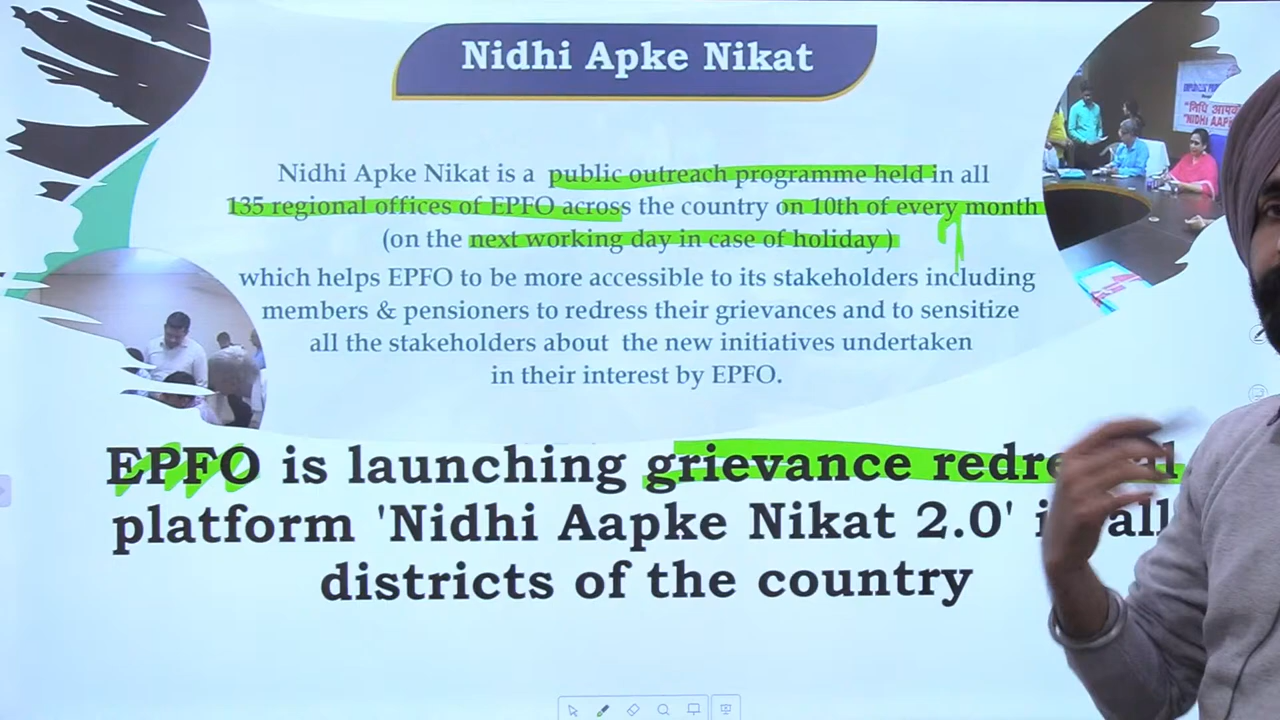 Nidhi Apke Nikat
Nidhi Apke Nikat is a public outreach programme held in all
135 regional offices of EPFO across the country on 10th of every month
(on the next working day in case of holiday )
which helps EPFO to be more accessible to its stakeholders including
members & pensioners to redress their grievances and to sensitize
all the stakeholders about the new initiatives undertaken
in their interest by EPFO.
EPFO is launching grievance
platform 'Nidhi Aapke Nikat 2.0' all
districts of the country